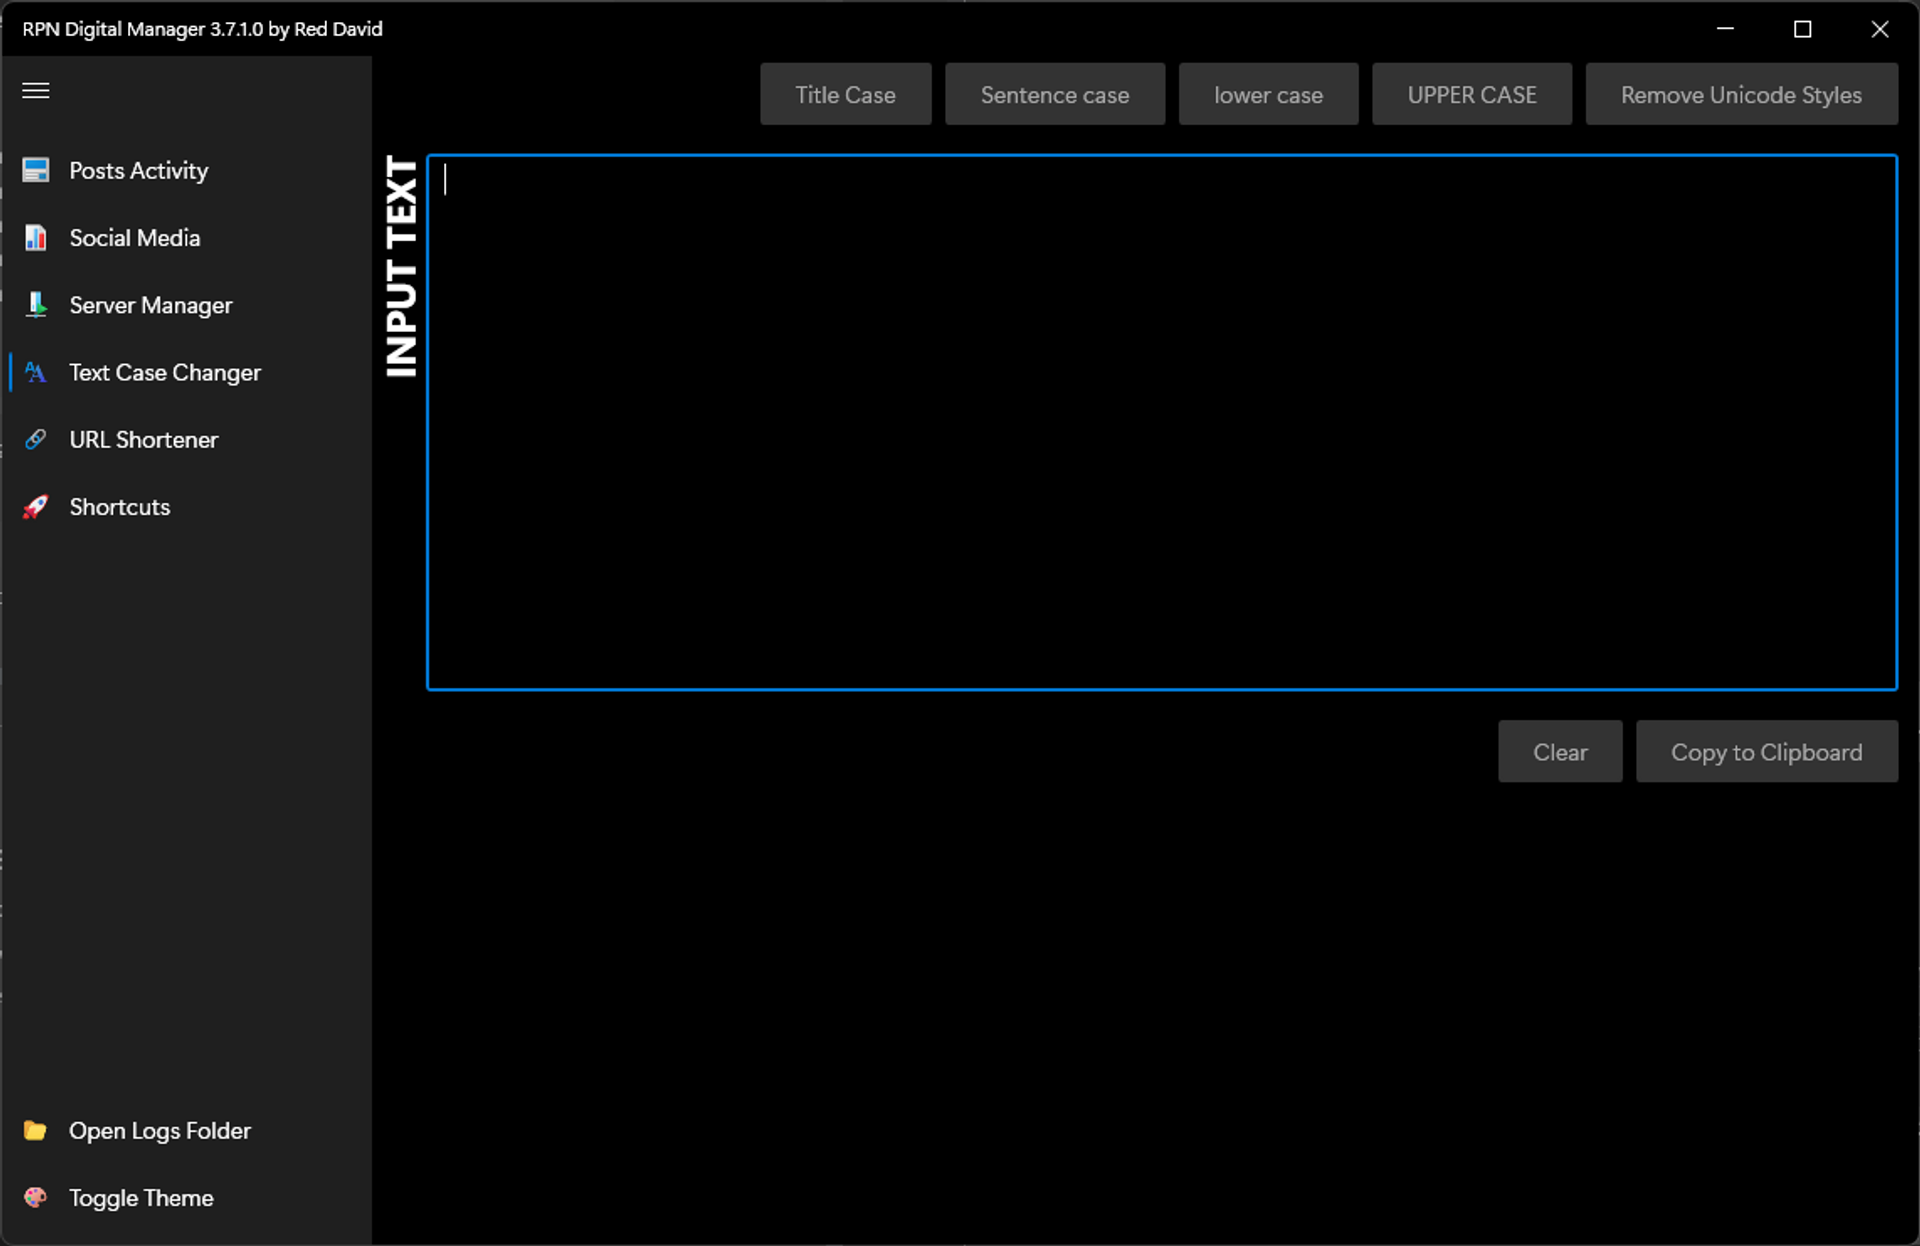 RPN Digital Manager 3.7.1.0 by Red David
Posts Activity
Social Media
Server Manager
Text Case Changer
URL Shortener
Shortcuts
Open Logs Folder
Toggle Theme
Title Case
Sentence case
lower case
UPPER CASE
Remove Unicode Styles
INPUT TEXT
Clear
Copy to Clipboard